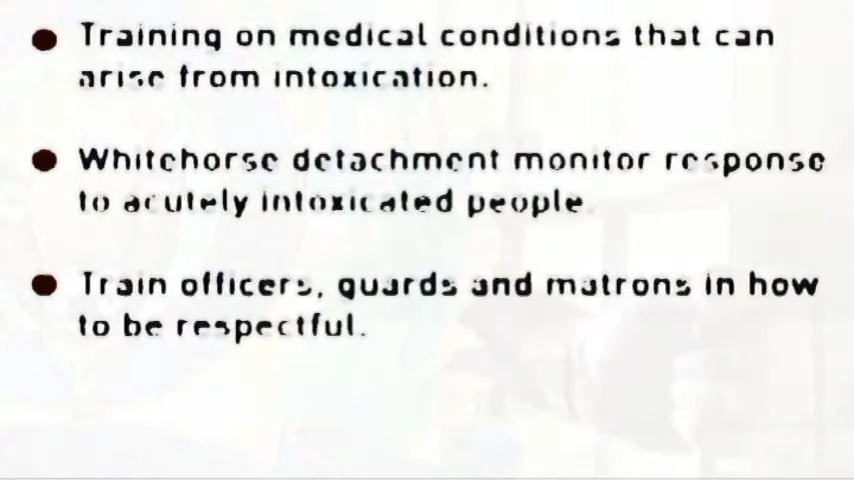 ● Training on medical conditions that can
arise from intoxication.
● Whitehorse detachment monitor response
to acutely intoxicated people.
● Train officers, guards and matrons in how
to be respectful.